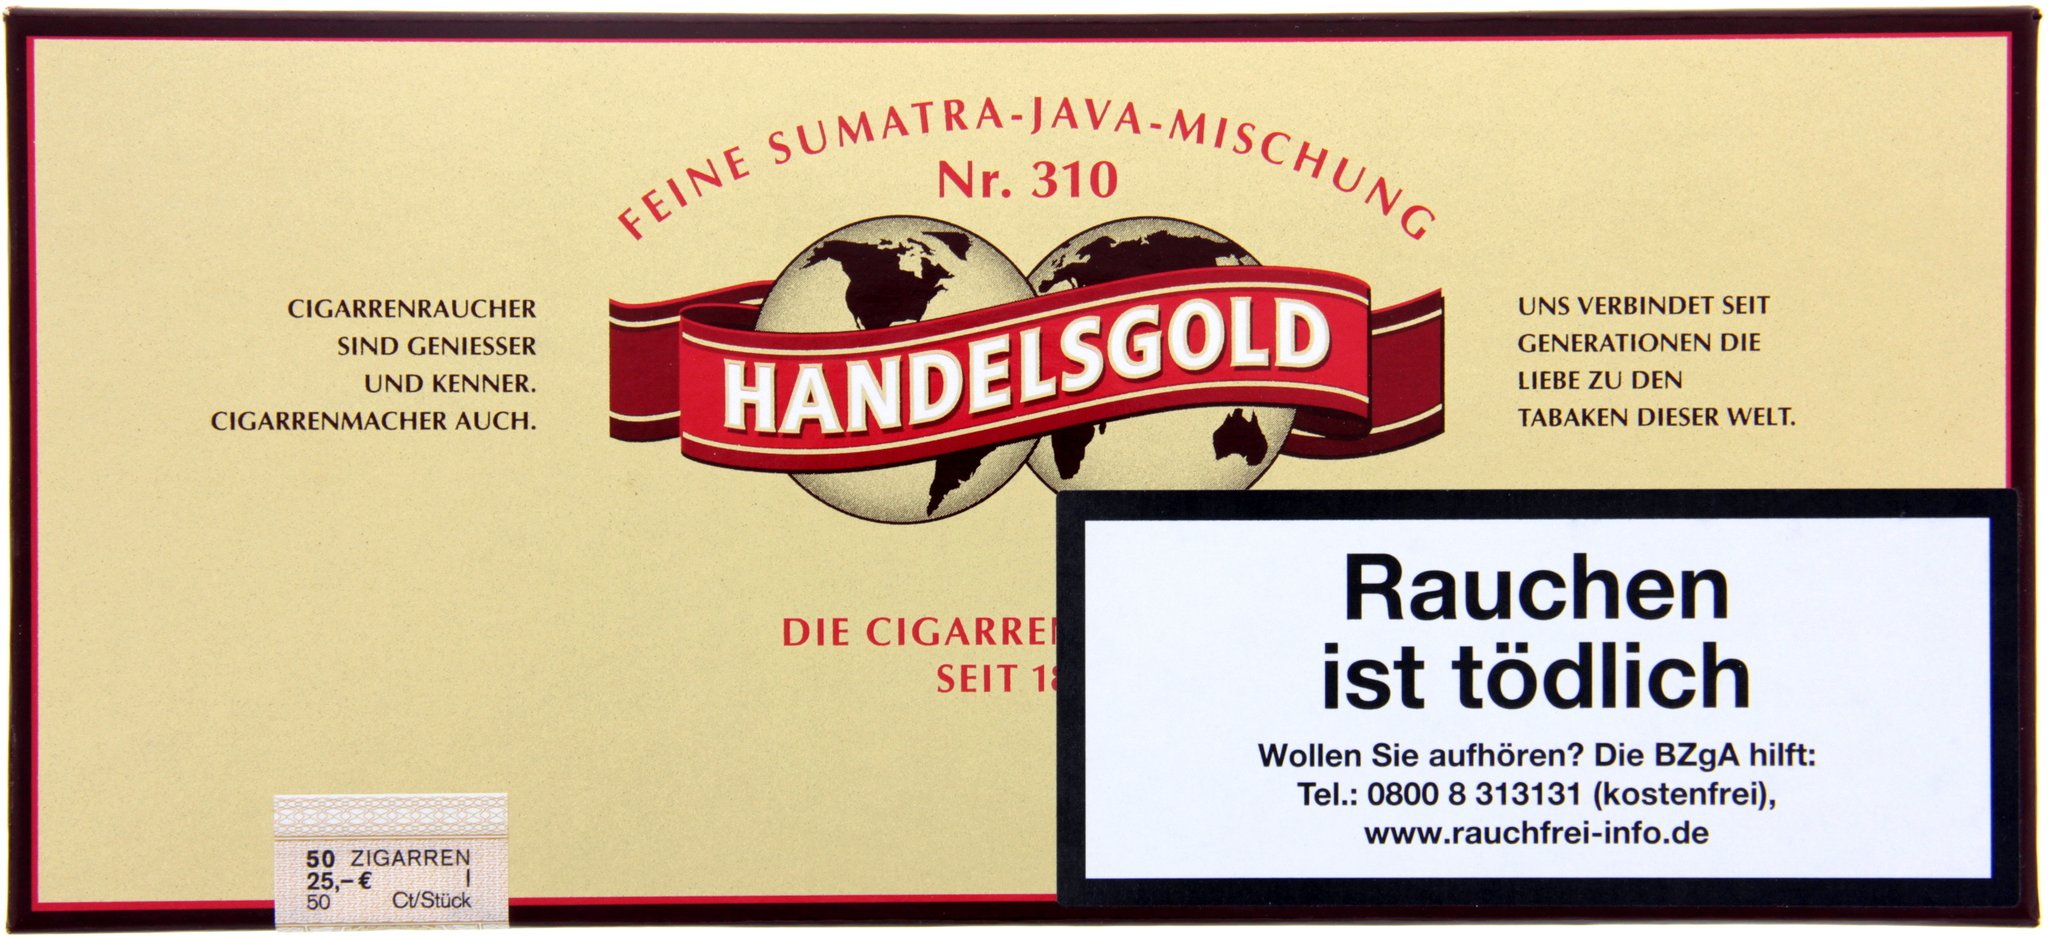 FEINE SUMATRA-JAVA-MISCHUNG
Nr. 310
HANDELSGOLD
CIGARRENRAUCHER
SIND GENIESSER
UND KENNER.
CIGARRENMACHER AUCH.
UNS VERBINDET SEIT
GENERATIONEN DIE
LIEBE ZU DEN
TABAKEN DIESER WELT.
DIE
SEIT
Rauchen
ist tödlich
Wollen Sie aufhören? Die BZgA hilft:
Tel.: 0800 8 313131 (kostenfrei),
www.rauchfrei-info.de
50 ZIGARREN
25,-€ I
50 Ct/Stück